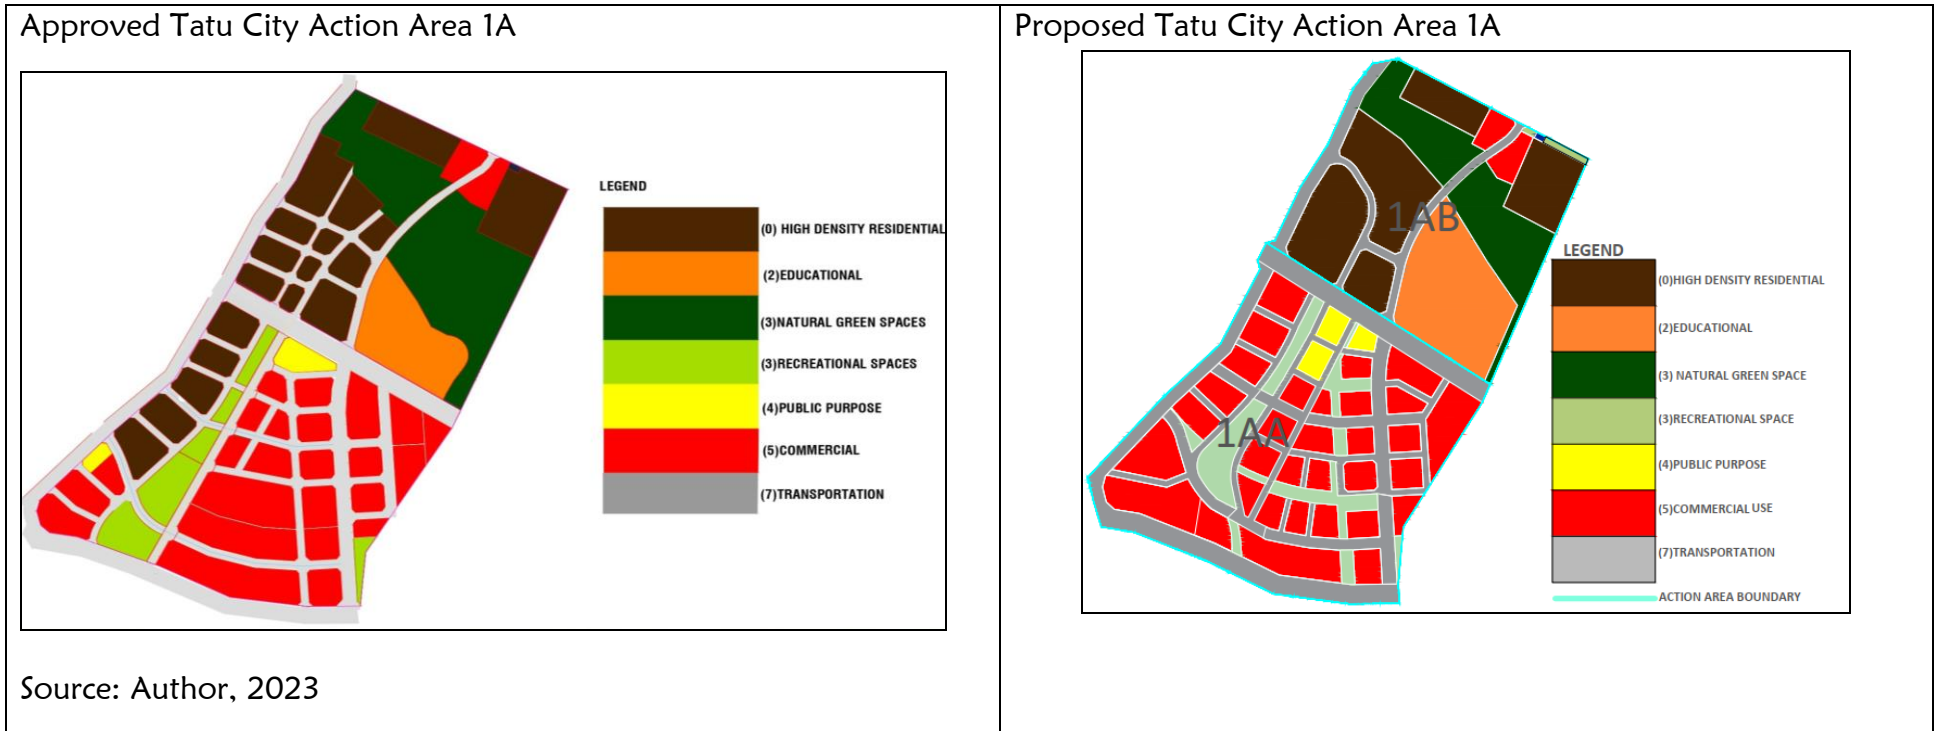 Approved Tatu City Action Area 1A
LEGEND
(0) HIGH DENSITY RESIDENTIAL
(2)EDUCATIONAL
(3)NATURAL GREEN SPACES
(3)RECREATIONAL SPACES
(4)PUBLIC PURPOSE
(5)COMMERCIAL
(7)TRANSPORTATION
Source: Author, 2023
Proposed Tatu City Action Area 1A
1AB
1AA
LEGEND
(0)HIGH DENSITY RESIDENTIAL
(2)EDUCATIONAL
(3) NATURAL GREEN SPACE
(3)RECREATIONAL SPACE
(4)PUBLIC PURPOSE
(5)COMMERCIAL USE
(7)TRANSPORTATION
ACTION AREA BOUNDARY